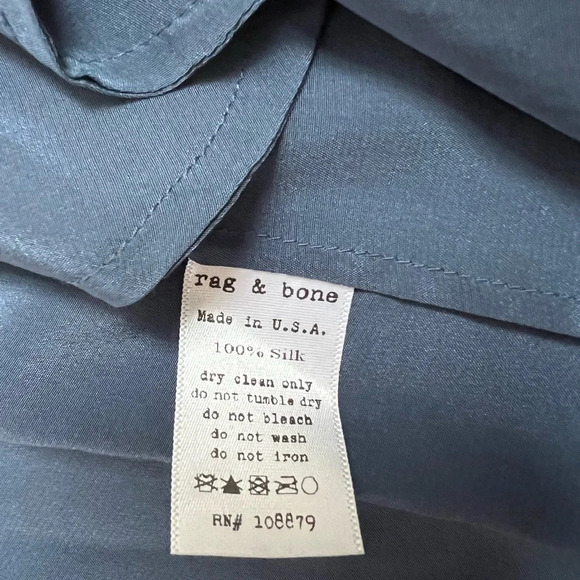 rag & bone
Made in U.S.A.
100% Silk
dry clean only
do not tumble dry
do not bleach
do not wash
do not iron
RN# 108879